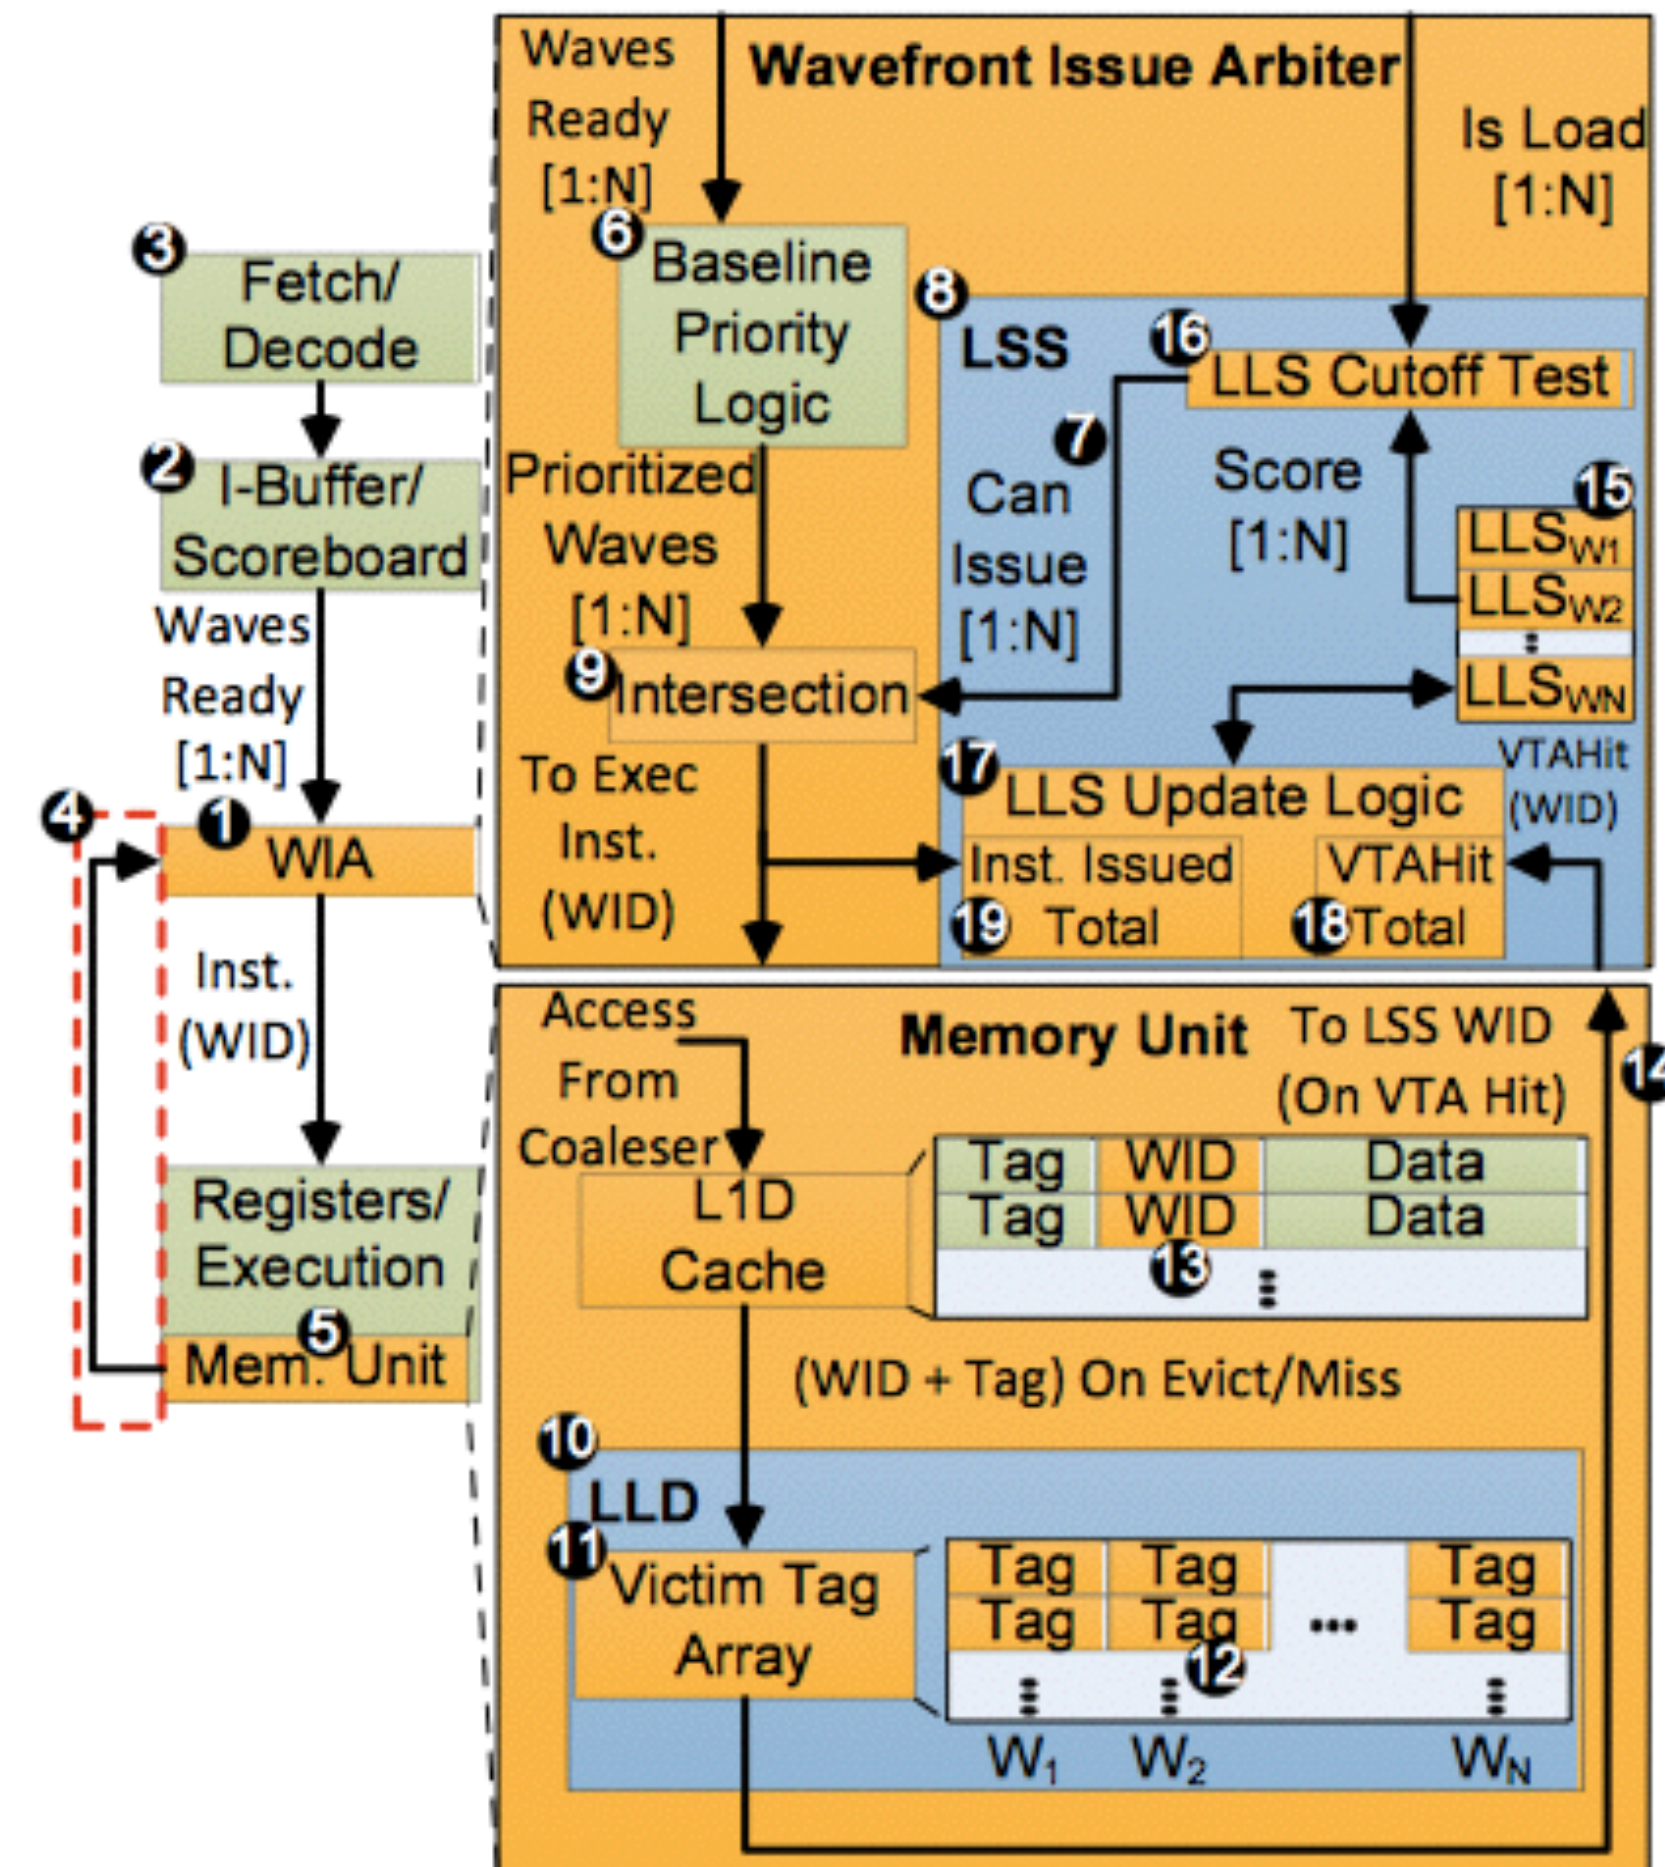 3
Fetch/
Decode
2
I-Buffer/
Scoreboard
Waves
Ready
[1:N]
4
1
WIA
Inst.
(WID)
Registers/
Execution
5
Mem. Unit
Waves
Ready
[1:N]
Wavefront Issue Arbiter
Is Load
[1:N]
6
Baseline
Priority
Logic
8
LSS
16
LLS Cutoff Test
7
Can
Issue
[1:N]
Score
[1:N]
15
LLSW1
LLSW2
LLSWN
Prioritized
Waves
[1:N]
9
Intersection
To Exec
Inst.
(WID)
17
LLS Update Logic
VTAHit
(WID)
Inst. Issued
19 Total
VTAHit
18 Total
Access
From
Coaleser
Memory Unit
To LSS WID
(On VTA Hit)
14
L1D
Cache
Tag WID Data
Tag WID Data
13
(WID + Tag) On Evict/Miss
10
LLD
11
Victim Tag
Array
Tag Tag Tag
Tag Tag ... Tag
12
W1 W2 WN